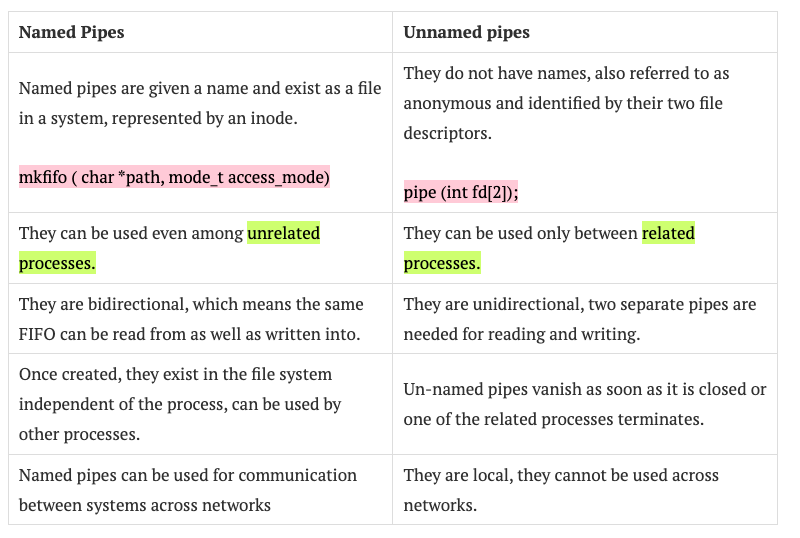 Named Pipes
Unnamed pipes
Named pipes are given a name and exist as a file
in a system, represented by an inode.
mkfifo ( char *path, mode_t access_mode)
They do not have names, also referred to as
anonymous and identified by their two file
descriptors.
pipe (int fd[2]);
They can be used even among unrelated
processes.
They can be used only between related
processes.
They are bidirectional, which means the same
FIFO can be read from as well as written into.
They are unidirectional, two separate pipes are
needed for reading and writing.
Once created, they exist in the file system
independent of the process, can be used by
other processes.
Un-named pipes vanish as soon as it is closed or
one of the related processes terminates.
Named pipes can be used for communication
between systems across networks
They are local, they cannot be used across
networks.